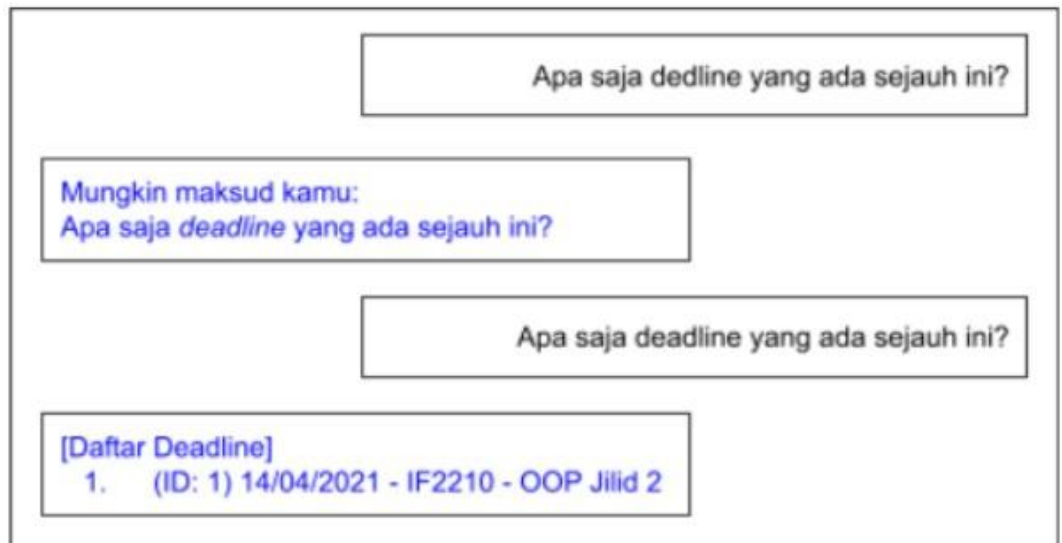 Apa saja dedline yang ada sejauh ini?
Mungkin maksud kamu:
Apa saja deadline yang ada sejauh ini?
Apa saja deadline yang ada sejauh ini?
[Daftar Deadline]
1. (ID: 1) 14/04/2021 - IF2210 - OOP Jilid 2